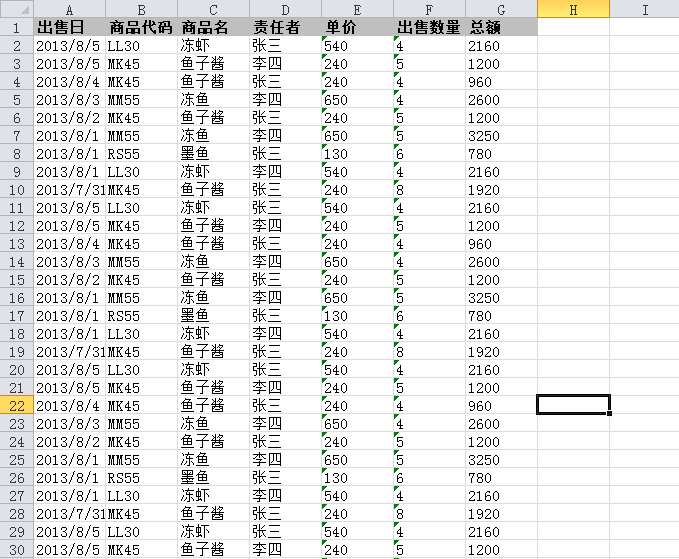 A B C D E F G H I
1 出售日 商品代码 商品名 责任者 单价 出售数量 总额
2 2013/8/5 LL30 冻虾 张三 540 4 2160
3 2013/8/5 MK45 鱼子酱 李四 240 5 1200
4 2013/8/4 MK45 鱼子酱 张三 240 4 960
5 2013/8/3 MM55 冻鱼 李四 650 4 2600
6 2013/8/2 MK45 鱼子酱 张三 240 5 1200
7 2013/8/1 MM55 冻鱼 李四 650 5 3250
8 2013/8/1 RS55 墨鱼 张三 130 6 780
9 2013/8/1 LL30 冻虾 李四 540 4 2160
10 2013/7/31 MK45 鱼子酱 张三 240 8 1920
11 2013/8/5 LL30 冻虾 张三 540 4 2160
12 2013/8/5 MK45 鱼子酱 李四 240 5 1200
13 2013/8/4 MK45 鱼子酱 张三 240 4 960
14 2013/8/3 MM55 冻鱼 李四 650 4 2600
15 2013/8/2 MK45 鱼子酱 张三 240 5 1200
16 2013/8/1 MM55 冻鱼 李四 650 5 3250
17 2013/8/1 RS55 墨鱼 张三 130 6 780
18 2013/8/1 LL30 冻虾 李四 540 4 2160
19 2013/7/31 MK45 鱼子酱 张三 240 8 1920
20 2013/8/5 LL30 冻虾 张三 540 4 2160
21 2013/8/5 MK45 鱼子酱 李四 240 5 1200
22 2013/8/4 MK45 鱼子酱 张三 240 4 960
23 2013/8/3 MM55 冻鱼 李四 650 4 2600
24 2013/8/2 MK45 鱼子酱 张三 240 5 1200
25 2013/8/1 MM55 冻鱼 李四 650 5 3250
26 2013/8/1 RS55 墨鱼 张三 130 6 780
27 2013/8/1 LL30 冻虾 李四 540 4 2160
28 2013/7/31 MK45 鱼子酱 张三 240 8 1920
29 2013/8/5 LL30 冻虾 张三 540 4 2160
30 2013/8/5 MK45 鱼子酱 李四 240 5 1200